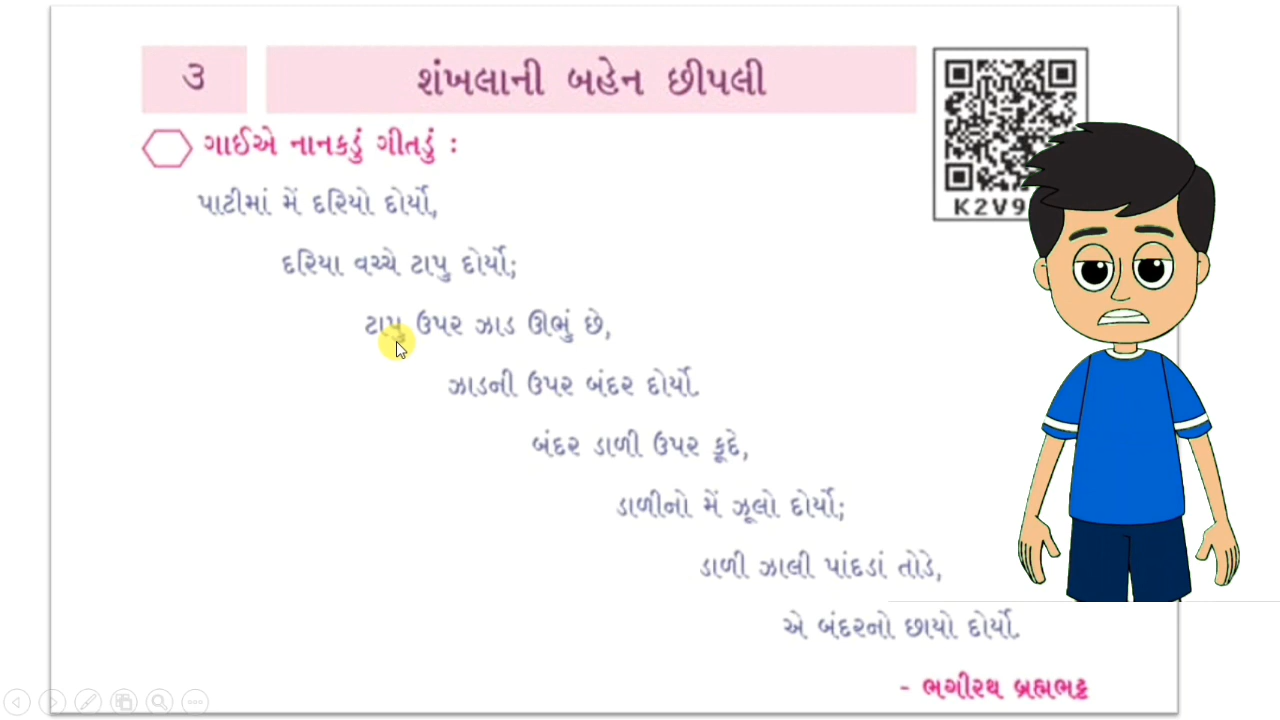 ૩
શંખલાની બહેન છીપલી
ગાઈએ નાનકડું ગીતડું :
પાટીમાં મેં દરિયો દોર્યો,
દરિયા વચ્ચે ટાપુ દોર્યો;
ટાપુ ઉપર ઝાડ ઊભું છે,
ઝાડની ઉપર બંદર દોર્યો.
બંદર ડાળી ઉપર કૂદે,
ડાળીનો મેં ઝૂલો દોર્યો;
ડાળી ઝાલી પાંદડાં તોડે,
એ બંદરનો છાયો દોર્યો.
- ભગીરથ બ્રહ્મભટ્ટ